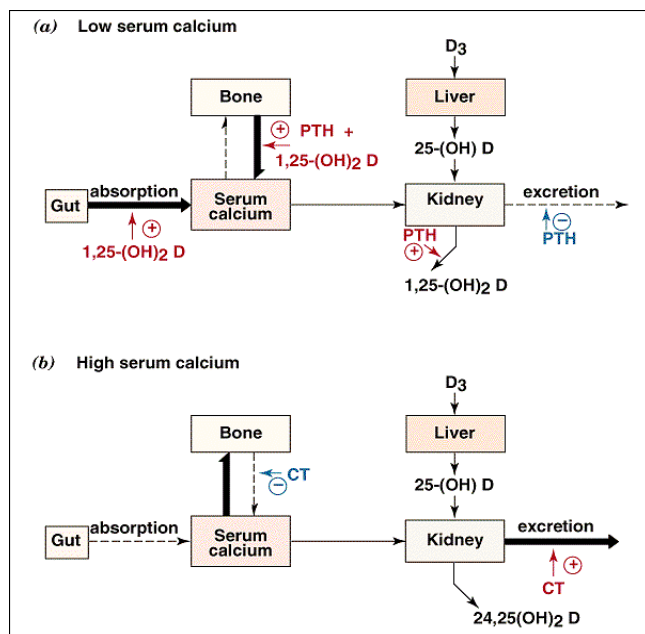 (a) Low serum calcium
D3
Bone
Liver
⊕ PTH +
1,25-(OH)2 D
25-(OH) D
Gut
absorption
Serum
calcium
Kidney
excretion
⊕
1,25-(OH)2 D
PTH
⊕
⊖
PTH
1,25-(OH)2 D
(b) High serum calcium
D3
Bone
Liver
CT
⊖
25-(OH) D
Gut
absorption
Serum
calcium
Kidney
excretion
⊕
CT
24,25(OH)2 D